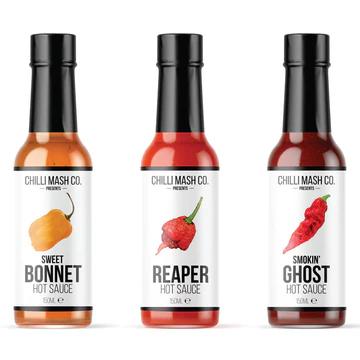 CHILLI MASH CO.
PRESENTS
SWEET
BONNET
HOT SAUCE
150ML ℮
CHILLI MASH CO.
PRESENTS
REAPER
HOT SAUCE
150ML ℮
CHILLI MASH CO.
PRESENTS
SMOKIN'
GHOST
HOT SAUCE
150ML ℮